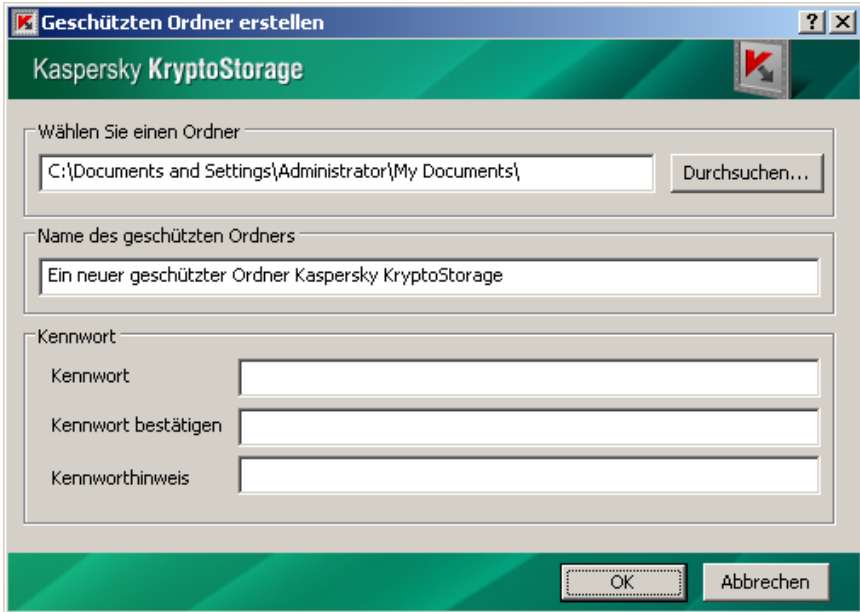 Geschützten Ordner erstellen
Kaspersky KryptoStorage
Wählen Sie einen Ordner
C:\Documents and Settings\Administrator\My Documents\
Durchsuchen...
Name des geschützten Ordners
Ein neuer geschützter Ordner Kaspersky KryptoStorage
Kennwort
Kennwort
Kennwort bestätigen
Kennworthinweis
OK
Abbrechen